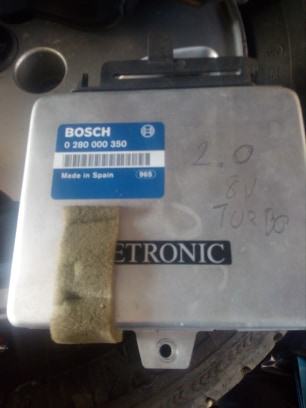 BOSCH
0 280 000 350
Made in Spain
965
2.0
8V
TURBO
ETRONIC